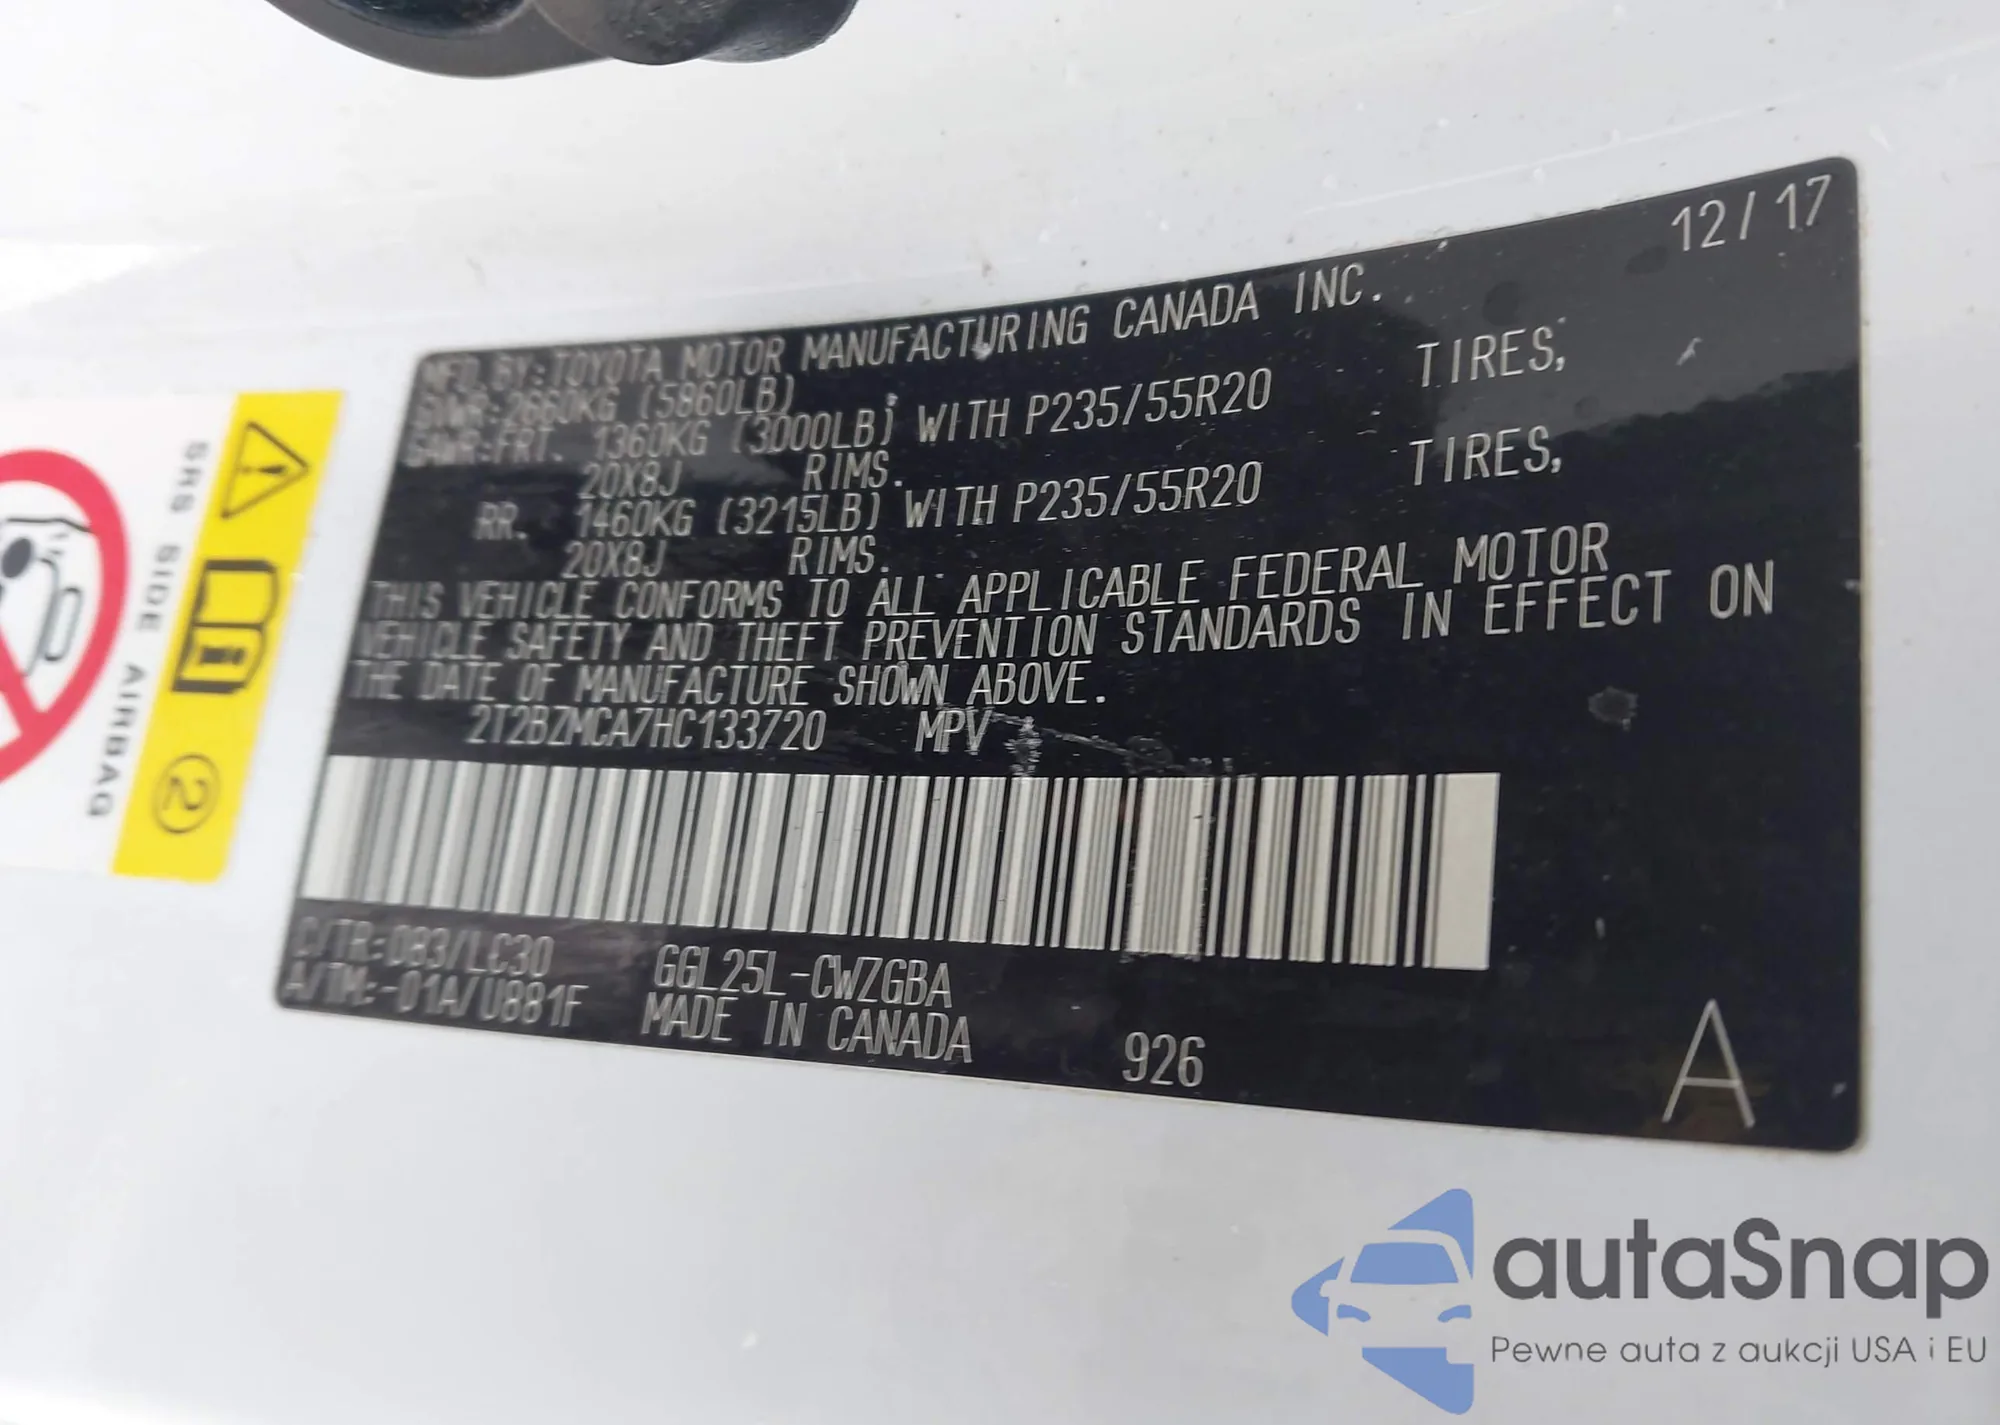 12/17
MFD. BY: TOYOTA MOTOR MANUFACTURING CANADA INC.
GVWR: 2660KG (5860LB)
GAWR: FRT. 1360KG (3000LB) WITH P235/55R20 TIRES,
20X8J RIMS.
RR. 1460KG (3215LB) WITH P235/55R20 TIRES,
20X8J RIMS.
THIS VEHICLE CONFORMS TO ALL APPLICABLE FEDERAL MOTOR
VEHICLE SAFETY AND THEFT PREVENTION STANDARDS IN EFFECT ON
THE DATE OF MANUFACTURE SHOWN ABOVE.
2T2BZMCA7HC133720 MPV
C/TR: 083/LC30 GGL25L-CWZGBA
A/TM: -01A/U881F MADE IN CANADA 926
A
SRS SIDE AIRBAG
2
autaSnap
Pewne auta z aukcji USA i EU